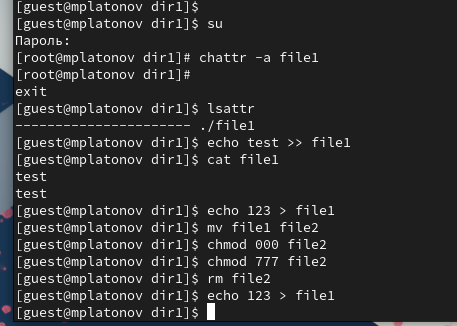 [guest@mplatonov dir1]$
[guest@mplatonov dir1]$ su
Пароль:
[root@mplatonov dir1]# chattr -a file1
[root@mplatonov dir1]#
exit
[guest@mplatonov dir1]$ lsattr
---------------------- ./file1
[guest@mplatonov dir1]$ echo test >> file1
[guest@mplatonov dir1]$ cat file1
test
test
[guest@mplatonov dir1]$ echo 123 > file1
[guest@mplatonov dir1]$ mv file1 file2
[guest@mplatonov dir1]$ chmod 000 file2
[guest@mplatonov dir1]$ chmod 777 file2
[guest@mplatonov dir1]$ rm file2
[guest@mplatonov dir1]$ echo 123 > file1
[guest@mplatonov dir1]$